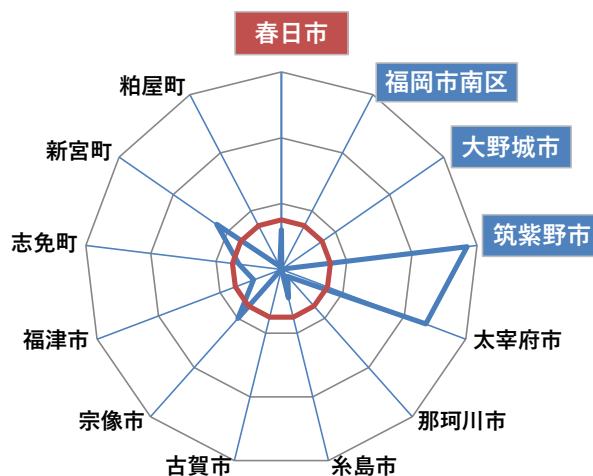 春日市
福岡市南区
大野城市
筑紫野市
太宰府市
那珂川市
糸島市
古賀市
宗像市
福津市
志免町
新宮町
粕屋町